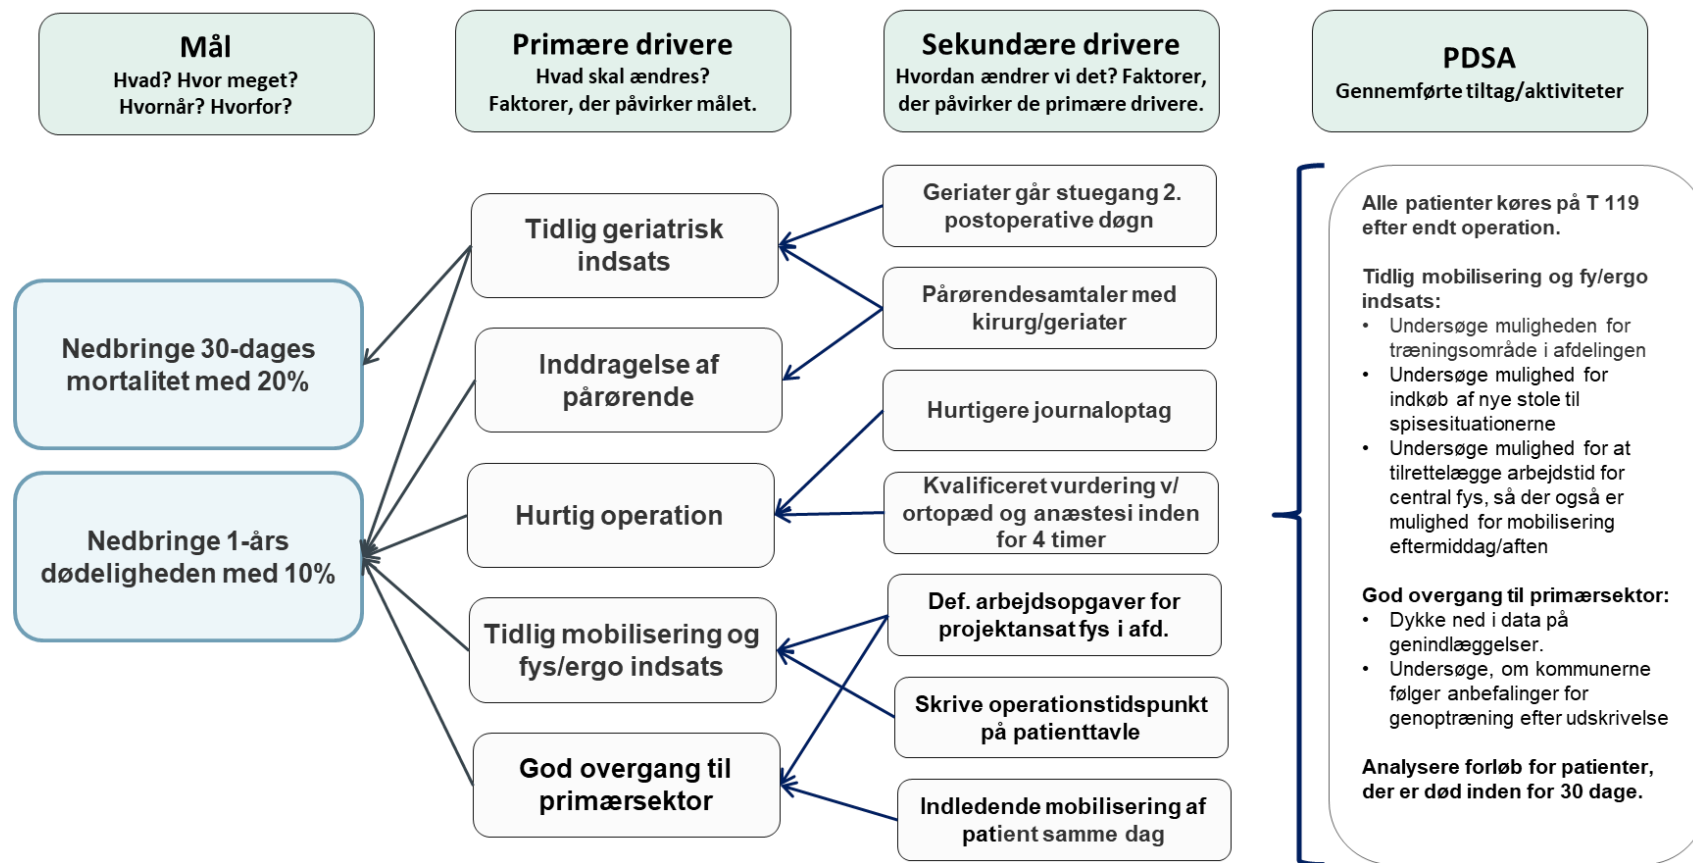 Mål
Hvad? Hvor meget?
Hvornår? Hvorfor?
Primære drivere
Hvad skal ændres?
Faktorer, der påvirker målet.
Sekundære drivere
Hvordan ændrer vi det? Faktorer,
der påvirker de primære drivere.
PDSA
Gennemførte tiltag/aktiviteter
Nedbringe 30-dages
mortalitet med 20%
Nedbringe 1-års
dødeligheden med 10%
Tidlig geriatrisk
indsats
Inddragelse af
pårørende
Hurtig operation
Tidlig mobilisering og
fys/ergo indsats
God overgang til
primærsektor
Geriater går stuegang 2.
postoperative døgn
Pårørendesamtaler med
kirurg/geriater
Hurtigere journaloptag
Kvalificeret vurdering v/
ortopæd og anæstesi inden
for 4 timer
Def. arbejdsopgaver for
projektansat fys i afd.
Skrive operationstidspunkt
på patienttavle
Indledende mobilisering af
patient samme dag
Alle patienter køres på T 119
efter endt operation.
Tidlig mobilisering og fy/ergo
indsats:
• Undersøge muligheden for
træningsområde i afdelingen
• Undersøge mulighed for
indkøb af nye stole til
spisesituationerne
• Undersøge mulighed for at
tilrettelægge arbejdstid for
central fys, så der også er
mulighed for mobilisering
eftermiddag/aften
God overgang til primærsektor:
• Dykke ned i data på
genindlæggelser.
• Undersøge, om kommunerne
følger anbefalinger for
genoptræning efter udskrivelse
Analysere forløb for patienter,
der er død inden for 30 dage.